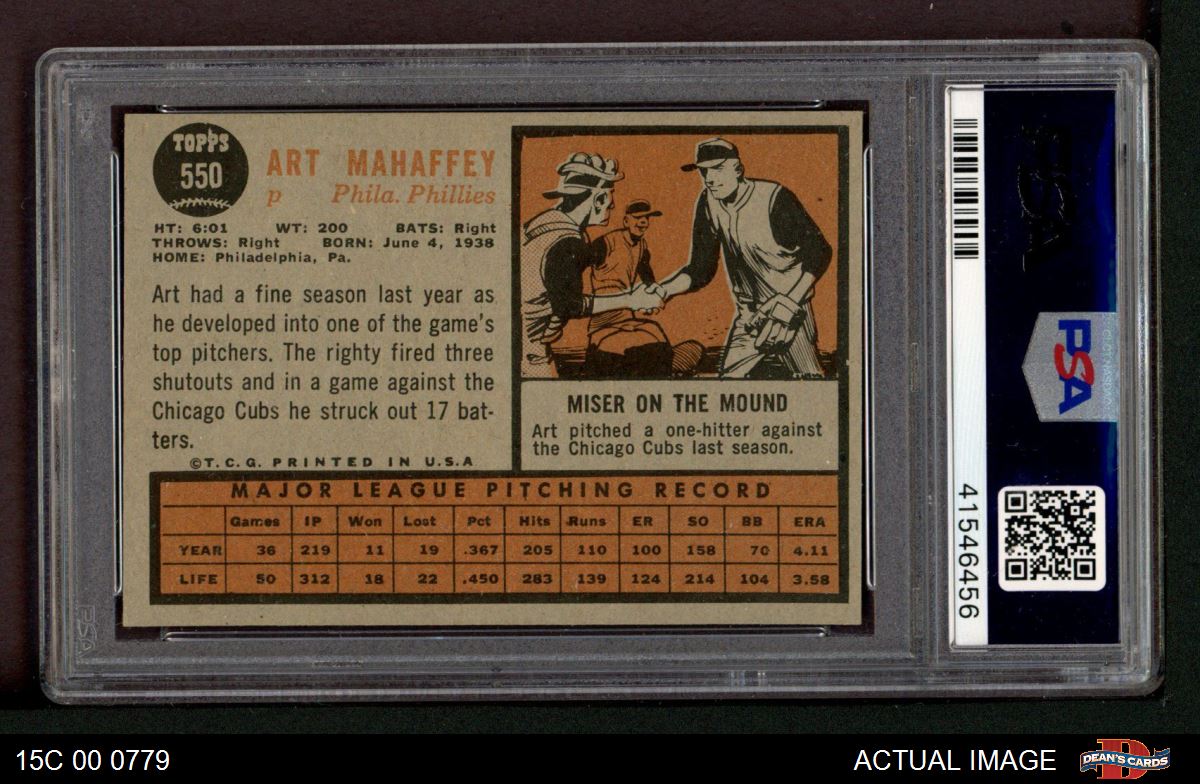 TOPPS
550
ART MAHAFFEY
p Phila. Phillies
HT: 6:01 WT: 200 BATS: Right
THROWS: Right BORN: June 4, 1938
HOME: Philadelphia, Pa.
Art had a fine season last year as
he developed into one of the game's
top pitchers. The righty fired three
shutouts and in a game against the
Chicago Cubs he struck out 17 bat-
ters.
©T.C.G. PRINTED IN U.S.A
MISER ON THE MOUND
Art pitched a one-hitter against
the Chicago Cubs last season.
MAJOR LEAGUE PITCHING RECORD
Games IP Won Lost Pct Hits Runs ER SO BB ERA
YEAR 36 219 11 19 .367 205 110 100 158 70 4.11
LIFE 50 312 18 22 .450 283 139 124 214 104 3.58
PSA
PSA
41546456
PSA
15C 00 0779
ACTUAL IMAGE
D
DEAN'S CARDS